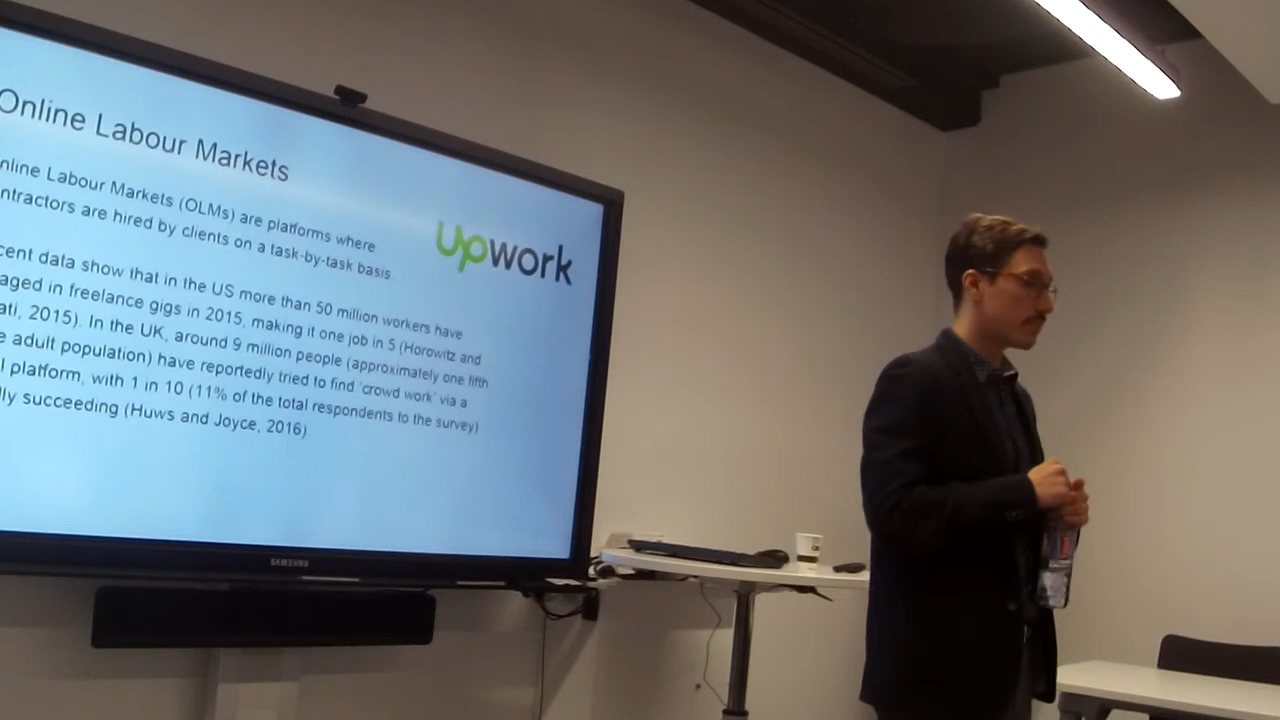 Online Labour Markets
nline Labour Markets (OLMs) are platforms where
ntractors are hired by clients on a task-by-task basis.
upwork
cent data show that in the US more than 50 million workers have
aged in freelance gigs in 2015, making it one job in 5 (Horowitz and
ati, 2015). In the UK, around 9 million people (approximately one fifth
e adult population) have reportedly tried to find 'crowd work' via a
l platform, with 1 in 10 (11% of the total respondents to the survey)
lly succeeding (Huws and Joyce, 2016).
SAMSUNG